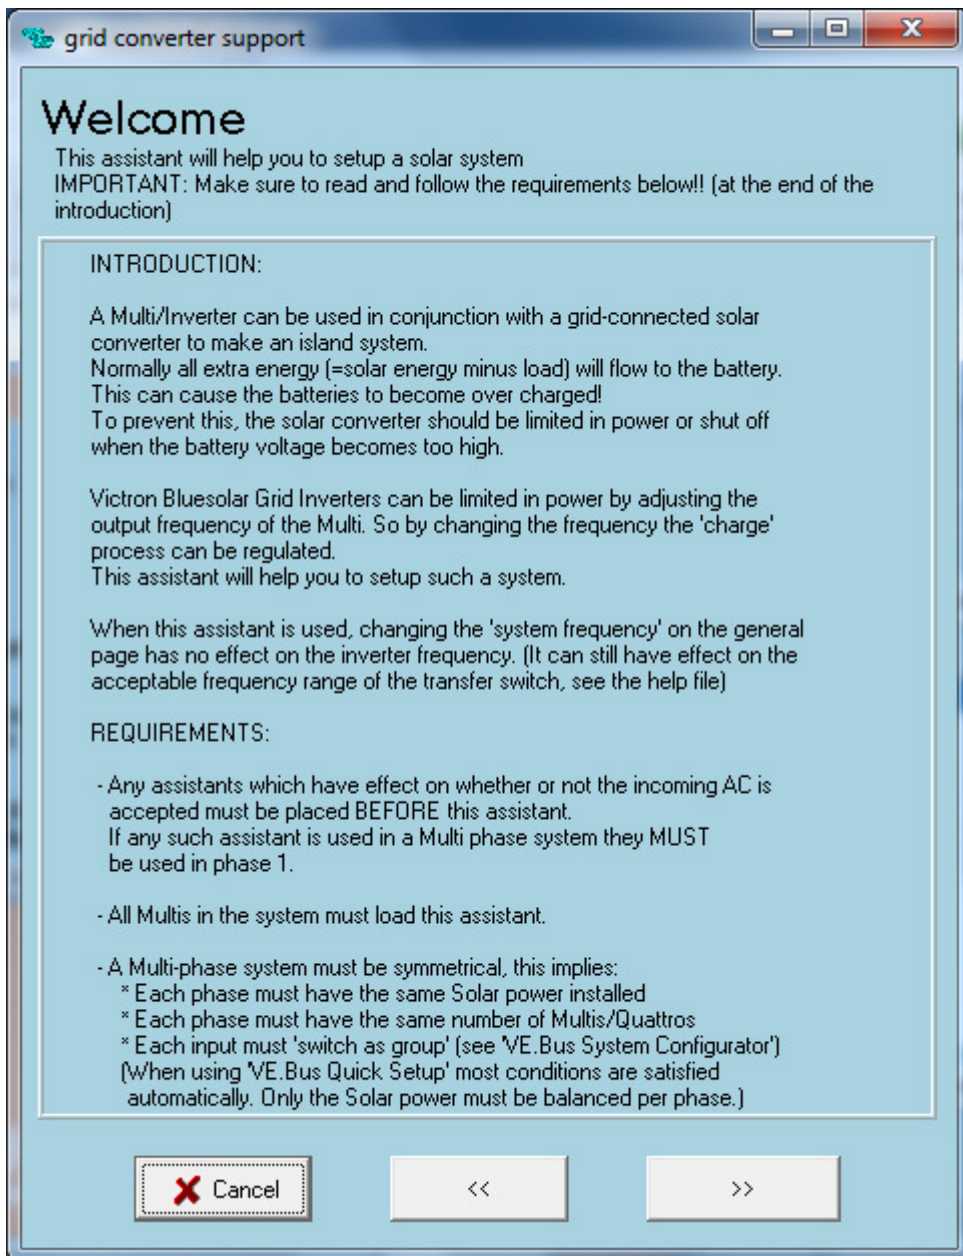 grid converter support
Welcome
This assistant will help you to setup a solar system
IMPORTANT: Make sure to read and follow the requirements below!! (at the end of the
introduction)
INTRODUCTION:
A Multi/Inverter can be used in conjunction with a grid-connected solar
converter to make an island system.
Normally all extra energy (=solar energy minus load) will flow to the battery.
This can cause the batteries to become over charged!
To prevent this, the solar converter should be limited in power or shut off
when the battery voltage becomes too high.
Victron Bluesolar Grid Inverters can be limited in power by adjusting the
output frequency of the Multi. So by changing the frequency the 'charge'
process can be regulated.
This assistant will help you to setup such a system.
When this assistant is used, changing the 'system frequency' on the general
page has no effect on the inverter frequency. (It can still have effect on the
acceptable frequency range of the transfer switch, see the help file)
REQUIREMENTS:
- Any assistants which have effect on whether or not the incoming AC is
accepted must be placed BEFORE this assistant.
If any such assistant is used in a Multi phase system they MUST
be used in phase 1.
- All Multis in the system must load this assistant.
- A Multi-phase system must be symmetrical, this implies:
* Each phase must have the same Solar power installed
* Each phase must have the same number of Multis/Quattros
* Each input must 'switch as group' (see 'VE.Bus System Configurator')
(When using 'VE.Bus Quick Setup' most conditions are satisfied
automatically. Only the Solar power must be balanced per phase.)
Cancel
<<
>>